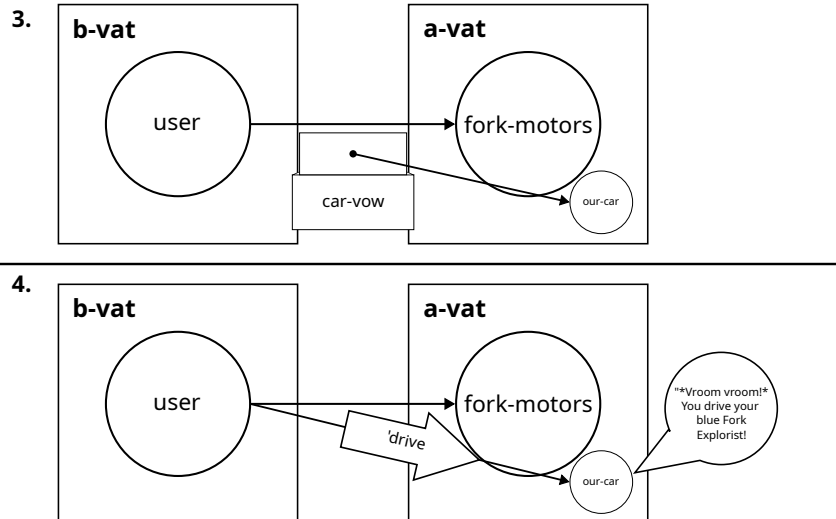 3.
b-vat
a-vat
user
fork-motors
car-vow
our-car
4.
b-vat
a-vat
user
fork-motors
'drive
our-car
"*Vroom vroom!*
You drive your
blue Fork
Explorist!